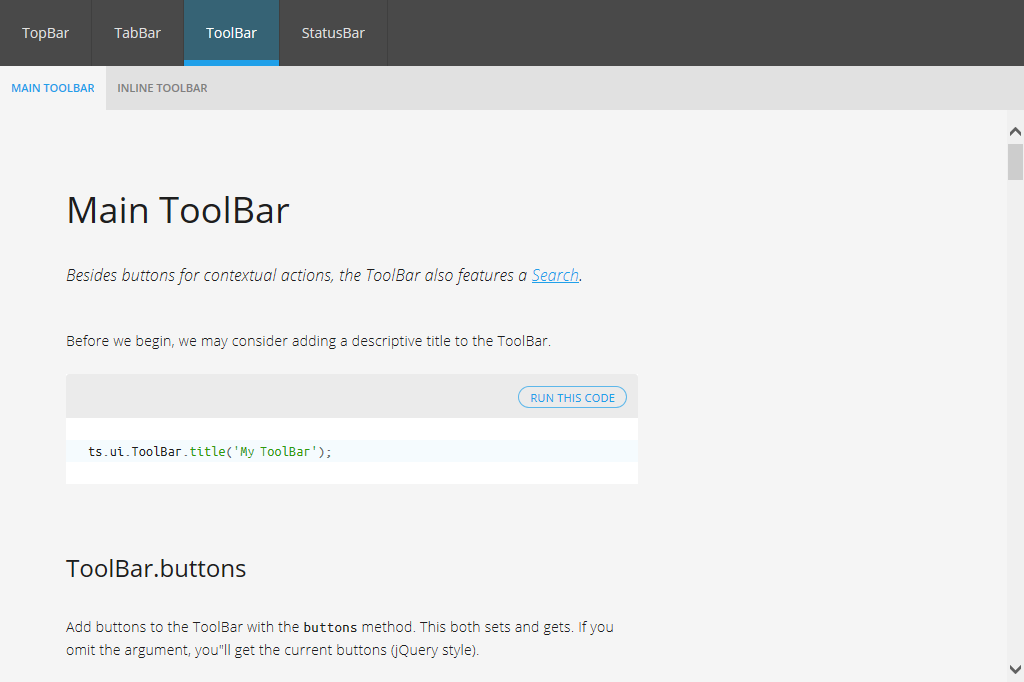 TopBar TabBar ToolBar StatusBar
MAIN TOOLBAR INLINE TOOLBAR
Main ToolBar
Besides buttons for contextual actions, the ToolBar also features a Search.
Before we begin, we may consider adding a descriptive title to the ToolBar.
RUN THIS CODE
ts.ui.ToolBar.title('My ToolBar');
ToolBar.buttons
Add buttons to the ToolBar with the buttons method. This both sets and gets. If you
omit the argument, you"ll get the current buttons (jQuery style).